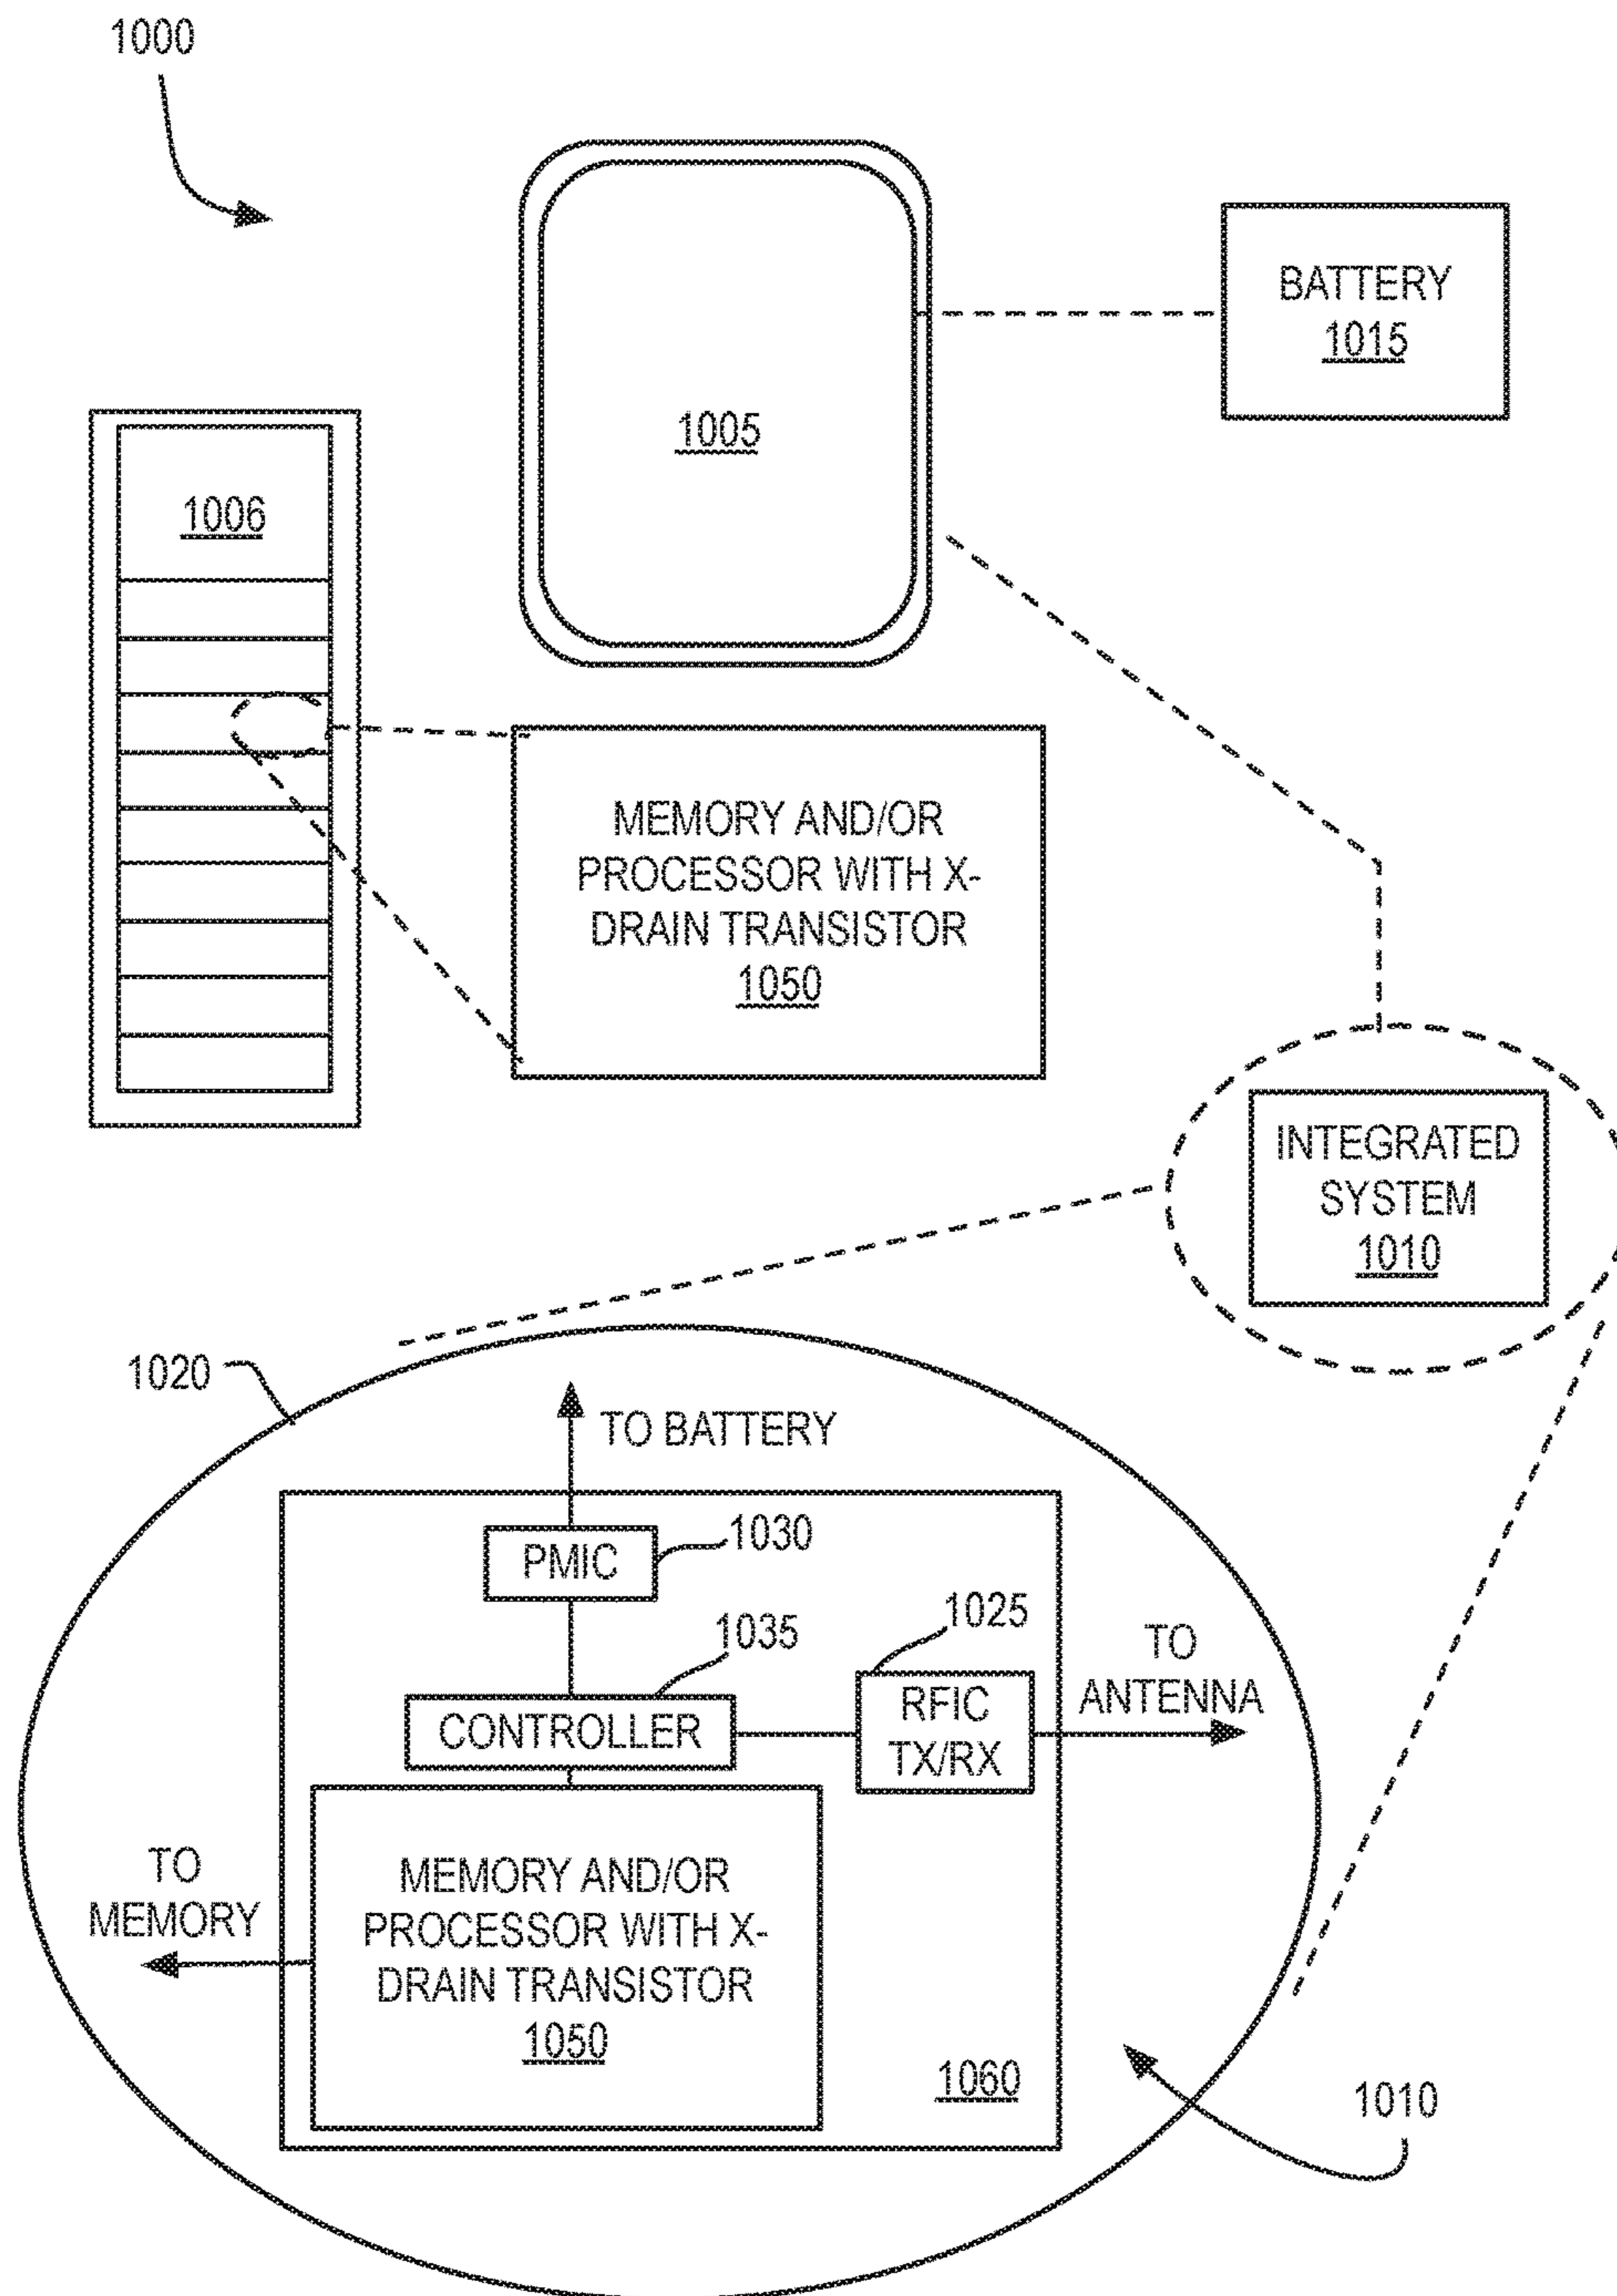 1000
BATTERY
1015
1005
1006
MEMORY AND/OR
PROCESSOR WITH X-
DRAIN TRANSISTOR
1050
INTEGRATED
SYSTEM
1010
1020
TO BATTERY
PMIC
1030
1035
1025
CONTROLLER
RFIC
TX/RX
TO
ANTENNA
TO
MEMORY
MEMORY AND/OR
PROCESSOR WITH X-
DRAIN TRANSISTOR
1050
1060
1010